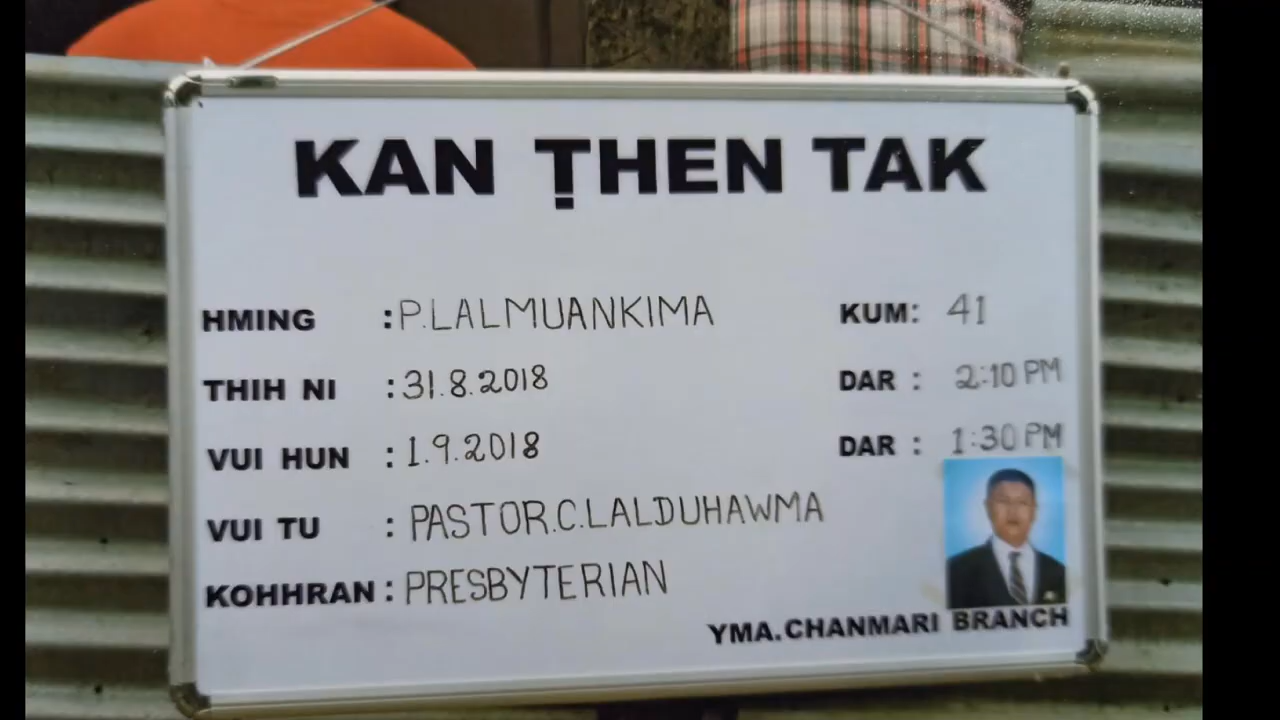 KAN ṬHEN TAK
HMING : P.LALMUANKIMA KUM: 41
THIH NI : 31.8.2018 DAR : 2:10 PM
VUI HUN : 1.9.2018 DAR : 1:30 PM
VUI TU : PASTOR.C.LALDUHAWMA
KOHHRAN : PRESBYTERIAN
YMA.CHANMARI BRANCH